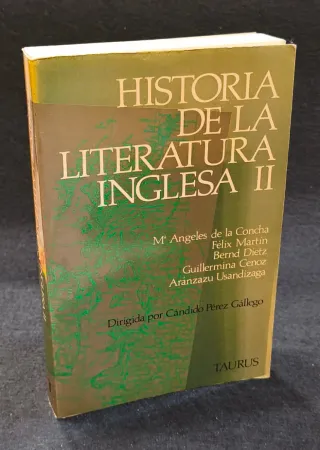 HISTORIA
DE LA
LITERATURA
INGLESA II
Mª Angeles de la Concha
Félix Martín
Bernd Dietz
Guillermina Cenoz
Aránzazu Usandizaga
Dirigida por Cándido Pérez Gállego
TAURUS